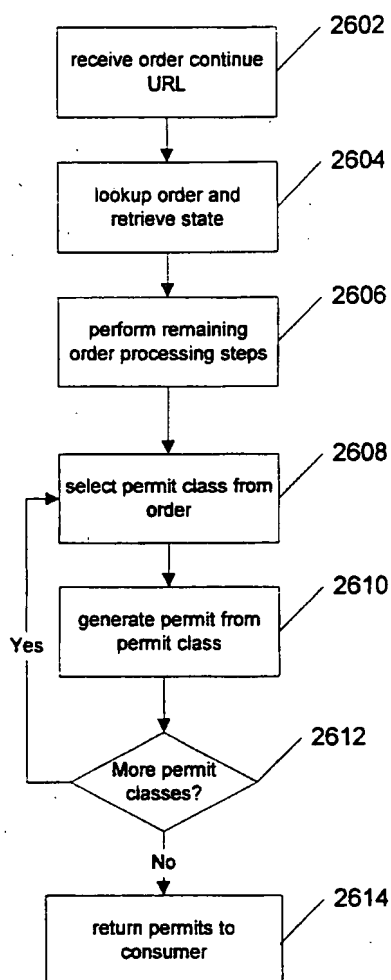 2602
receive order continue
URL
2604
lookup order and
retrieve state
2606
perform remaining
order processing steps
2608
select permit class from
order
2610
generate permit from
permit class
Yes
2612
More permit
classes?
No
2614
return permits to
consumer